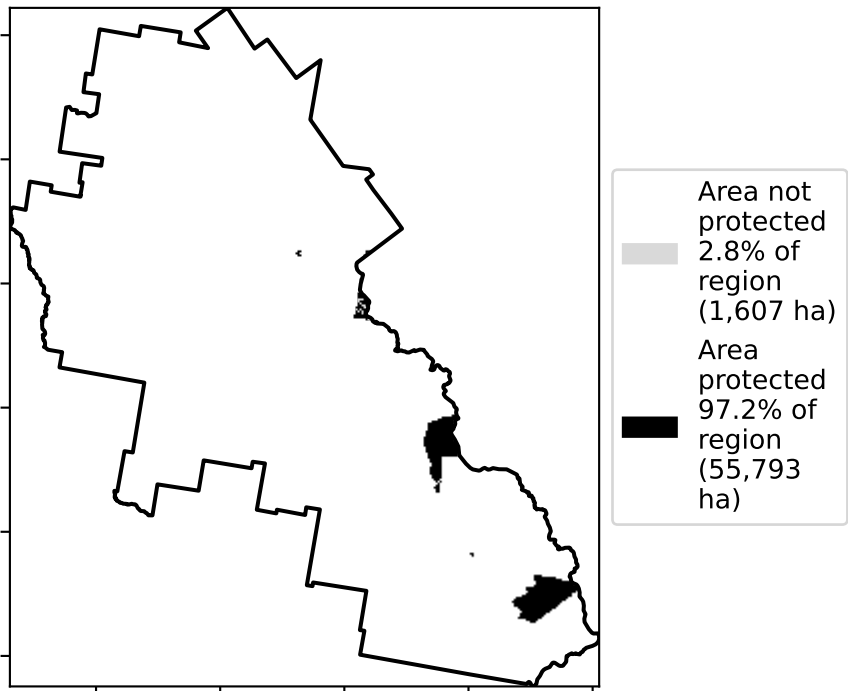 Area not
protected
2.8% of
region
(1,607 ha)
Area
protected
97.2% of
region
(55,793
ha)